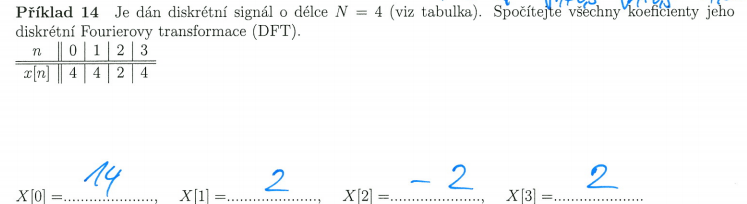 Příklad 14 Je dán diskrétní signál o délce N = 4 (viz tabulka). Spočítejte všechny koeficienty jeho
diskrétní Fourierovy transformace (DFT).
n 0 1 2 3
x[n] 4 4 2 4
X[0] = 14, X[1] = 2, X[2] = -2, X[3] = 2